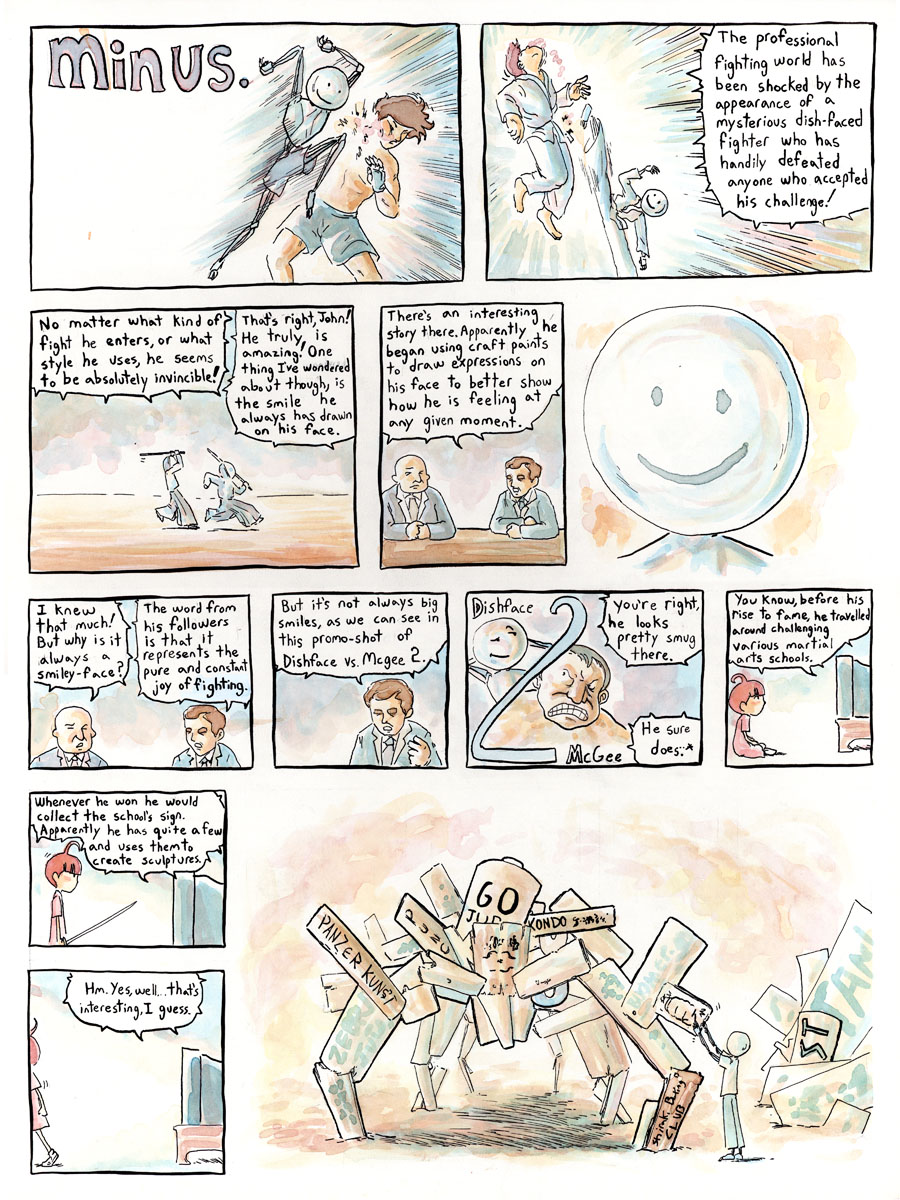 minus.
The professional
fighting world has
been shocked by the
appearance of a
mysterious dish-faced
fighter who has
handily defeated
anyone who accepted
his challenge!
No matter what kind of
fight he enters, or what
style he uses, he seems
to be absolutely invincible!
That's right, John!
He truly is
amazing! One
thing I've wondered
about though, is
the smile he
always has drawn
on his face.
There's an interesting
story there. Apparently he
began using craft paints
to draw expressions on
his face to better show
how he is feeling at
any given moment.
I knew
that much!
But why is it
always a
smiley-face?
The word from
his followers
is that it
represents the
pure and constant
joy of fighting.
But it's not always big
smiles, as we can see in
this promo-shot of
Dishface vs. Mcgee 2.
Dishface
2
McGee
You're right,
he looks
pretty smug
there.
He sure
does.*
You know, before his
rise to fame, he travelled
around challenging
various martial
arts schools.
Whenever he won he would
collect the school's sign.
Apparently he has quite a few
and uses them to
create sculptures.
Hm. Yes, well... that's
interesting, I guess.
GO
JUD
KONDO
PANZER KUNST
ST
CLUB